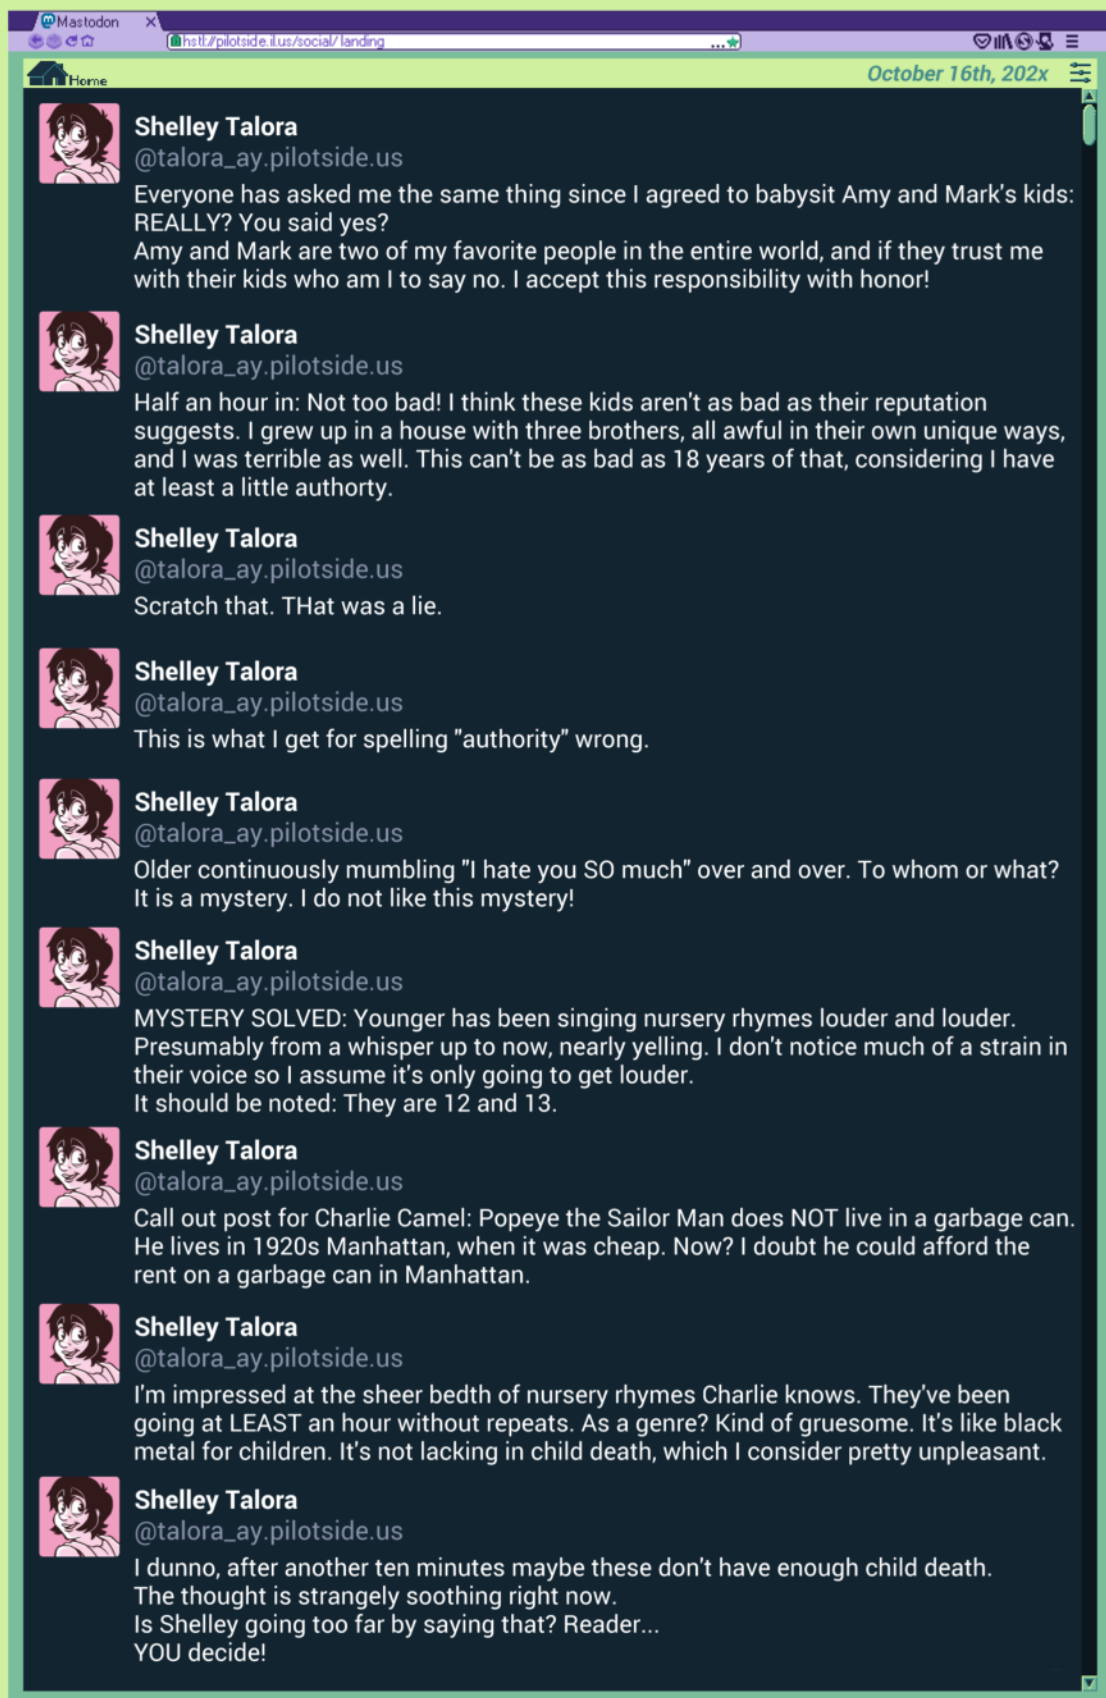 Mastodon
hstl://pilotside.il.us/social/landing
Home
October 16th, 202x
Shelley Talora
@talora_ay.pilotside.us
Everyone has asked me the same thing since I agreed to babysit Amy and Mark's kids:
REALLY? You said yes?
Amy and Mark are two of my favorite people in the entire world, and if they trust me
with their kids who am I to say no. I accept this responsibility with honor!
Shelley Talora
@talora_ay.pilotside.us
Half an hour in: Not too bad! I think these kids aren't as bad as their reputation
suggests. I grew up in a house with three brothers, all awful in their own unique ways,
and I was terrible as well. This can't be as bad as 18 years of that, considering I have
at least a little authorty.
Shelley Talora
@talora_ay.pilotside.us
Scratch that. THat was a lie.
Shelley Talora
@talora_ay.pilotside.us
This is what I get for spelling "authority" wrong.
Shelley Talora
@talora_ay.pilotside.us
Older continuously mumbling "I hate you SO much" over and over. To whom or what?
It is a mystery. I do not like this mystery!
Shelley Talora
@talora_ay.pilotside.us
MYSTERY SOLVED: Younger has been singing nursery rhymes louder and louder.
Presumably from a whisper up to now, nearly yelling. I don't notice much of a strain in
their voice so I assume it's only going to get louder.
It should be noted: They are 12 and 13.
Shelley Talora
@talora_ay.pilotside.us
Call out post for Charlie Camel: Popeye the Sailor Man does NOT live in a garbage can.
He lives in 1920s Manhattan, when it was cheap. Now? I doubt he could afford the
rent on a garbage can in Manhattan.
Shelley Talora
@talora_ay.pilotside.us
I'm impressed at the sheer bedth of nursery rhymes Charlie knows. They've been
going at LEAST an hour without repeats. As a genre? Kind of gruesome. It's like black
metal for children. It's not lacking in child death, which I consider pretty unpleasant.
Shelley Talora
@talora_ay.pilotside.us
I dunno, after another ten minutes maybe these don't have enough child death.
The thought is strangely soothing right now.
Is Shelley going too far by saying that? Reader...
YOU decide!